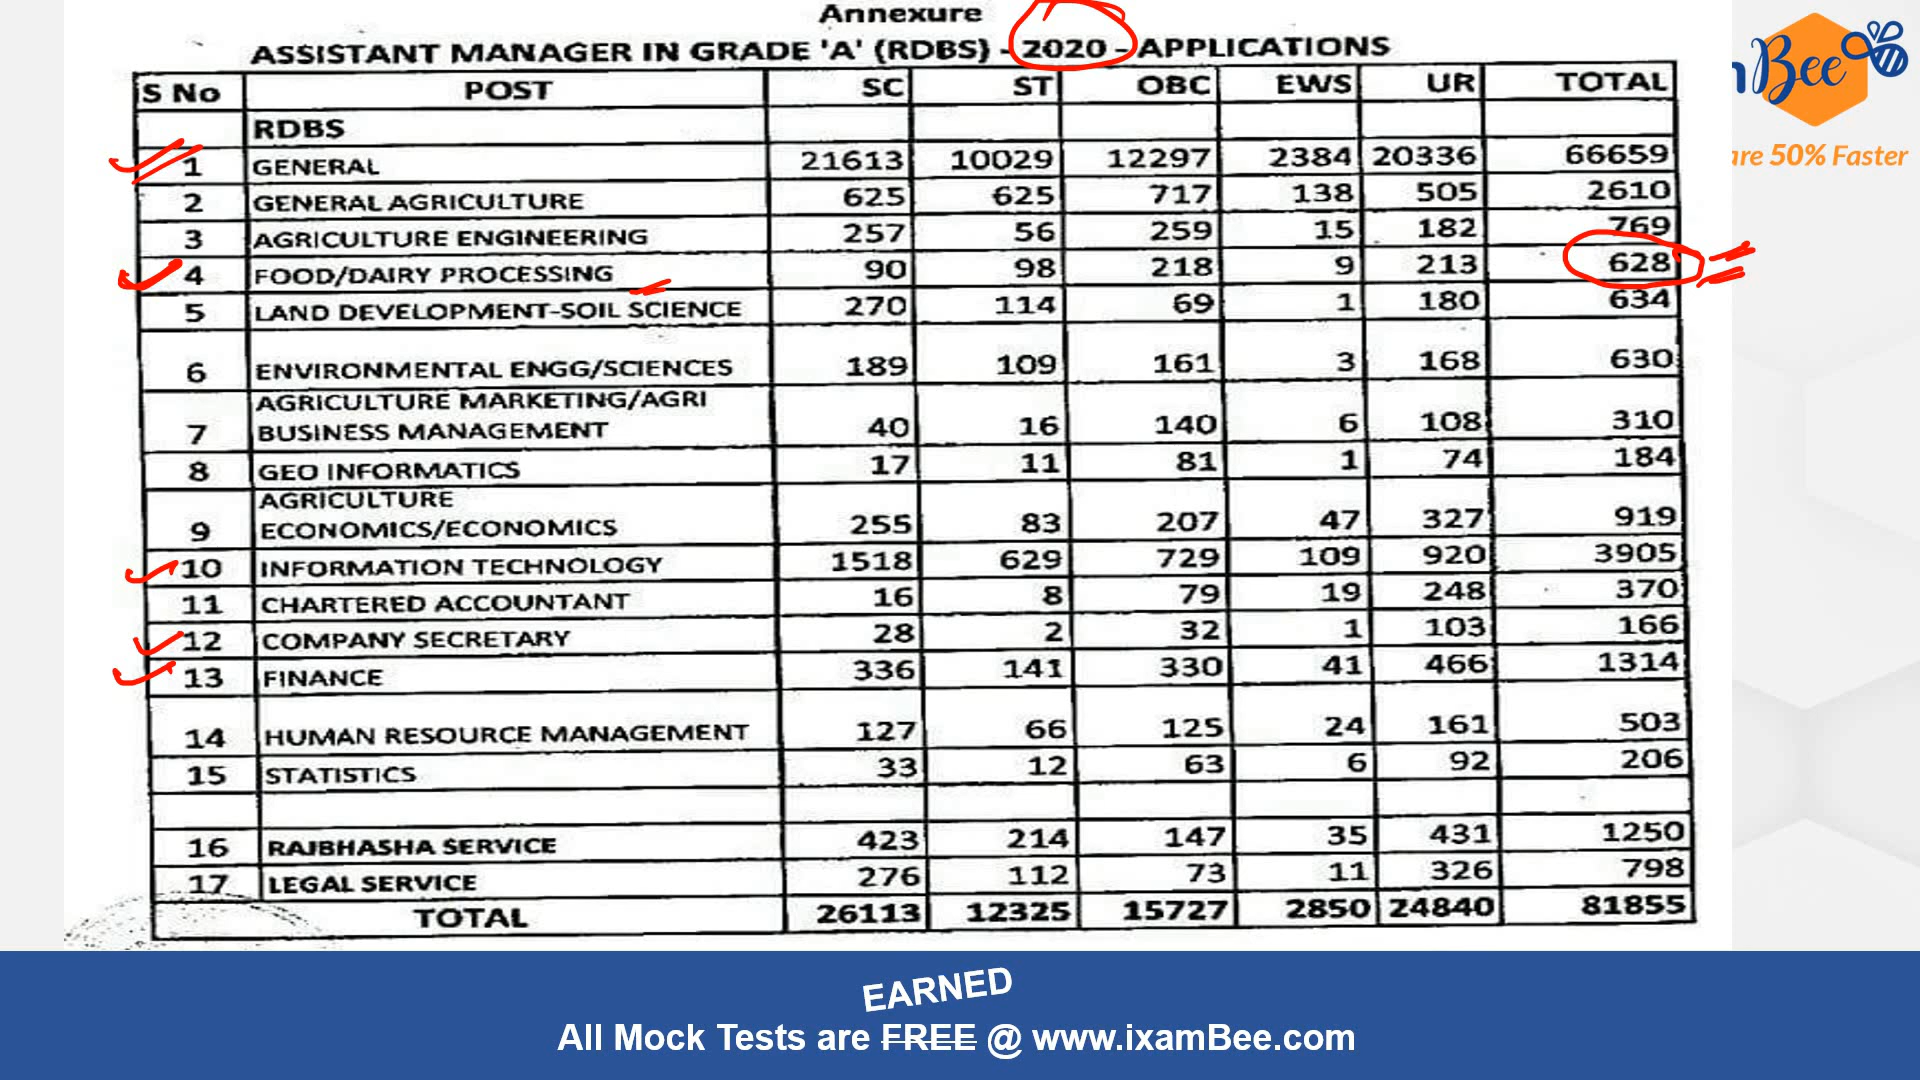 Annexure
ASSISTANT MANAGER IN GRADE 'A' (RDBS) - 2020 - APPLICATIONS
Bee
are 50% Faster
S No POST SC ST OBC EWS UR TOTAL
RDBS
1 GENERAL 21613 10029 12297 2384 20336 66659
2 GENERAL AGRICULTURE 625 625 717 138 505 2610
3 AGRICULTURE ENGINEERING 257 56 259 15 182 769
4 FOOD/DAIRY PROCESSING 90 98 218 9 213 628
5 LAND DEVELOPMENT-SOIL SCIENCE 270 114 69 1 180 634
6 ENVIRONMENTAL ENGG/SCIENCES 189 109 161 3 168 630
AGRICULTURE MARKETING/AGRI
7 BUSINESS MANAGEMENT 40 16 140 6 108 310
8 GEO INFORMATICS 17 11 81 1 74 184
AGRICULTURE
9 ECONOMICS/ECONOMICS 255 83 207 47 327 919
10 INFORMATION TECHNOLOGY 1518 629 729 109 920 3905
11 CHARTERED ACCOUNTANT 16 8 79 19 248 370
12 COMPANY SECRETARY 28 2 32 1 103 166
13 FINANCE 336 141 330 41 466 1314
14 HUMAN RESOURCE MANAGEMENT 127 66 125 24 161 503
15 STATISTICS 33 12 63 6 92 206
16 RAJBHASHA SERVICE 423 214 147 35 431 1250
17 LEGAL SERVICE 276 112 73 11 326 798
TOTAL 26113 12325 15727 2850 24840 81855
EARNED
All Mock Tests are FREE @ www.ixamBee.com